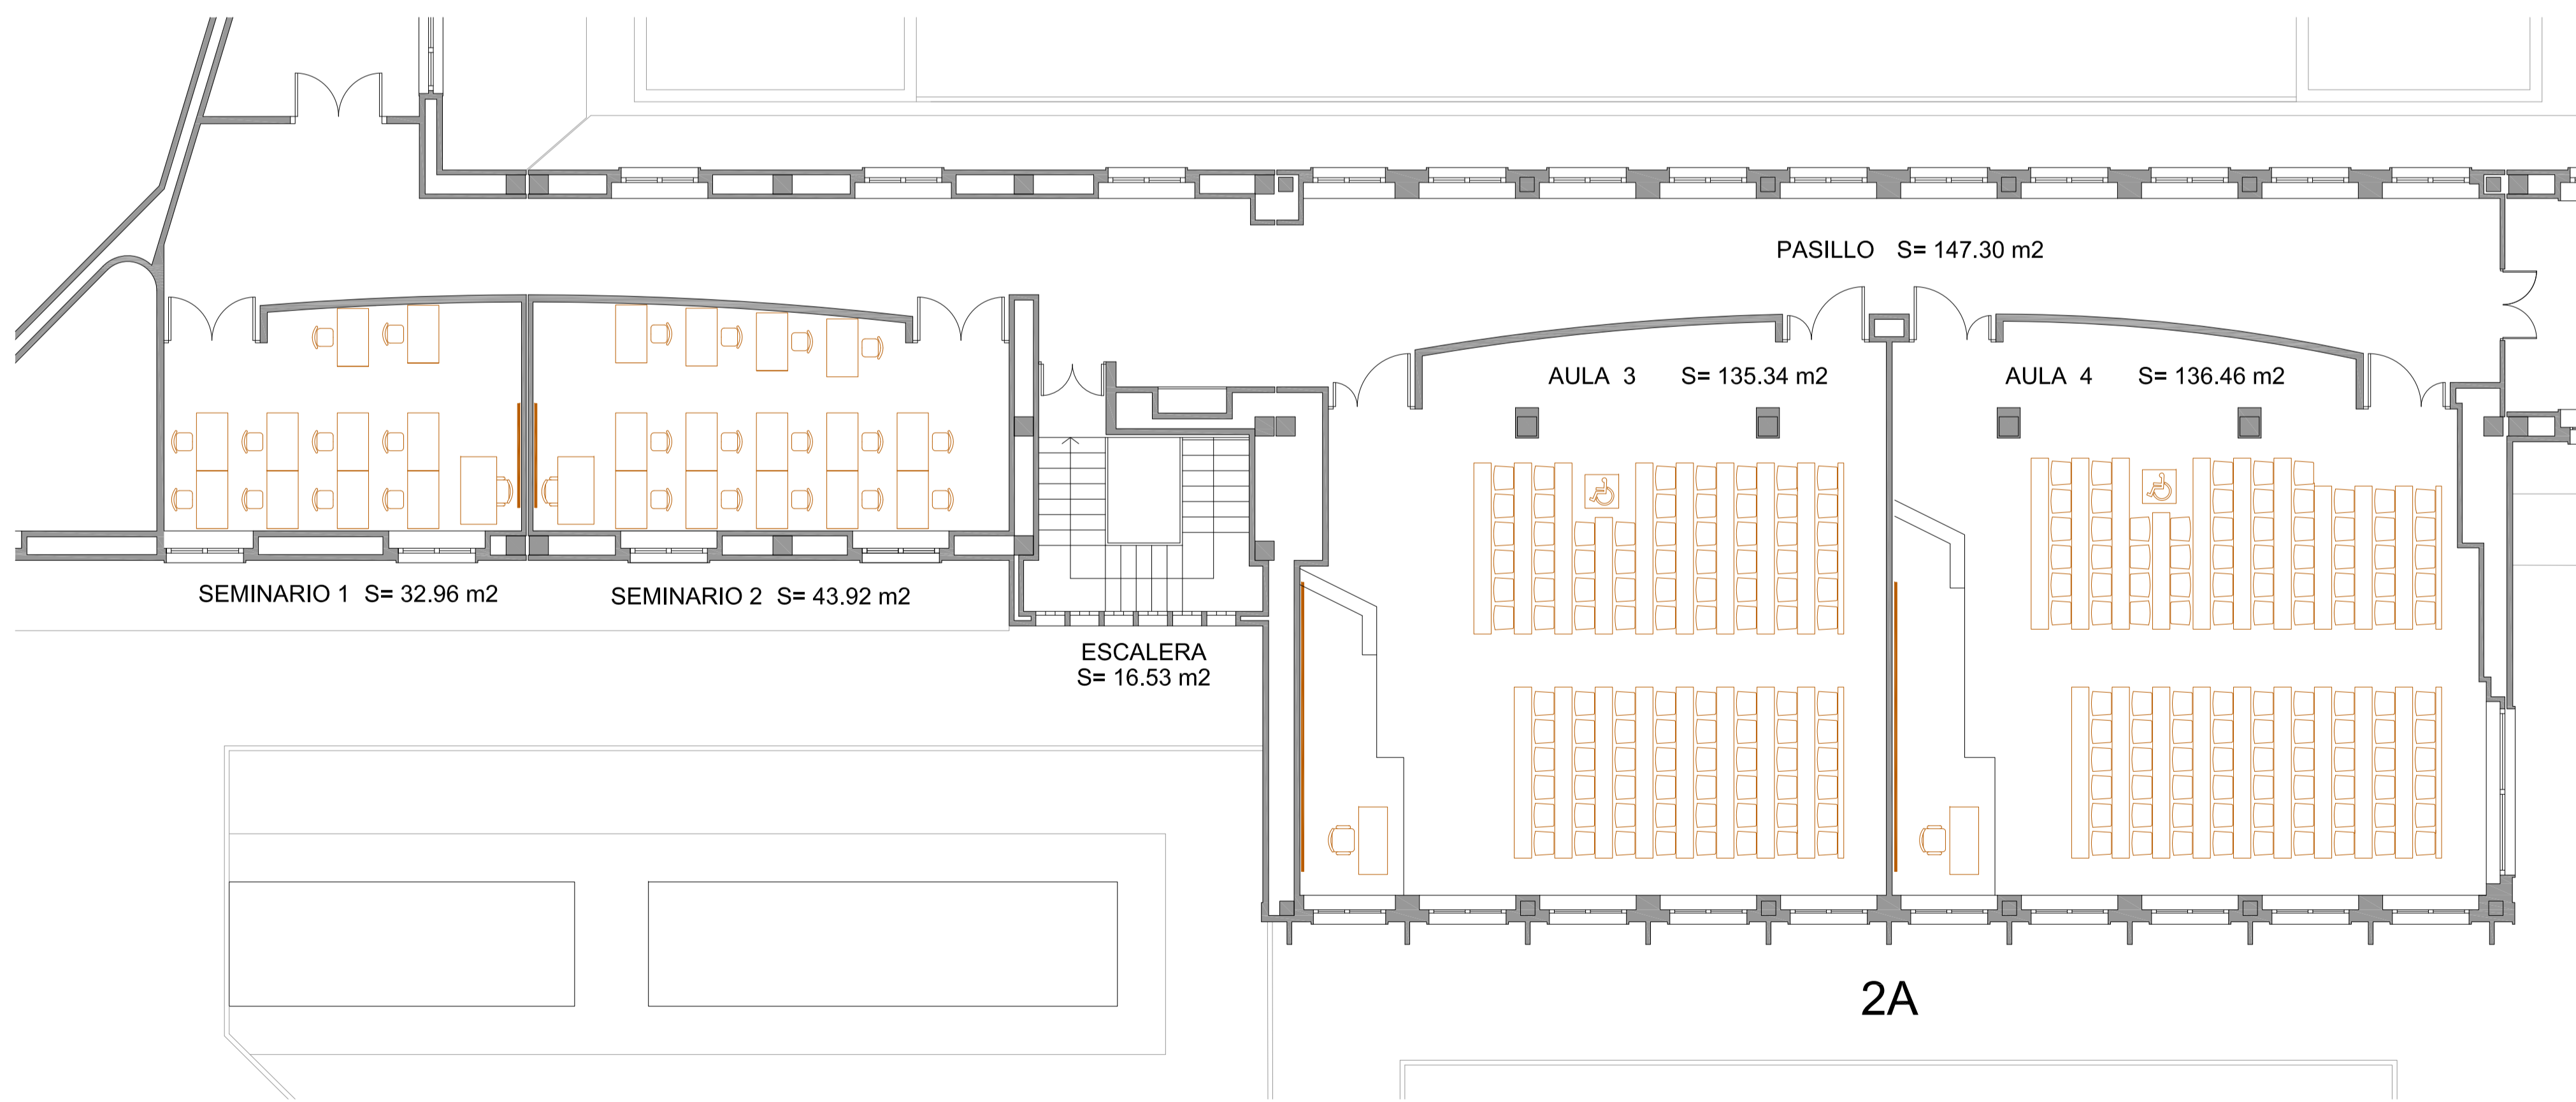 PASILLO S= 147.30 m2
AULA 3 S= 135.34 m2
AULA 4 S= 136.46 m2
SEMINARIO 1 S= 32.96 m2
SEMINARIO 2 S= 43.92 m2
ESCALERA
S= 16.53 m2
2A